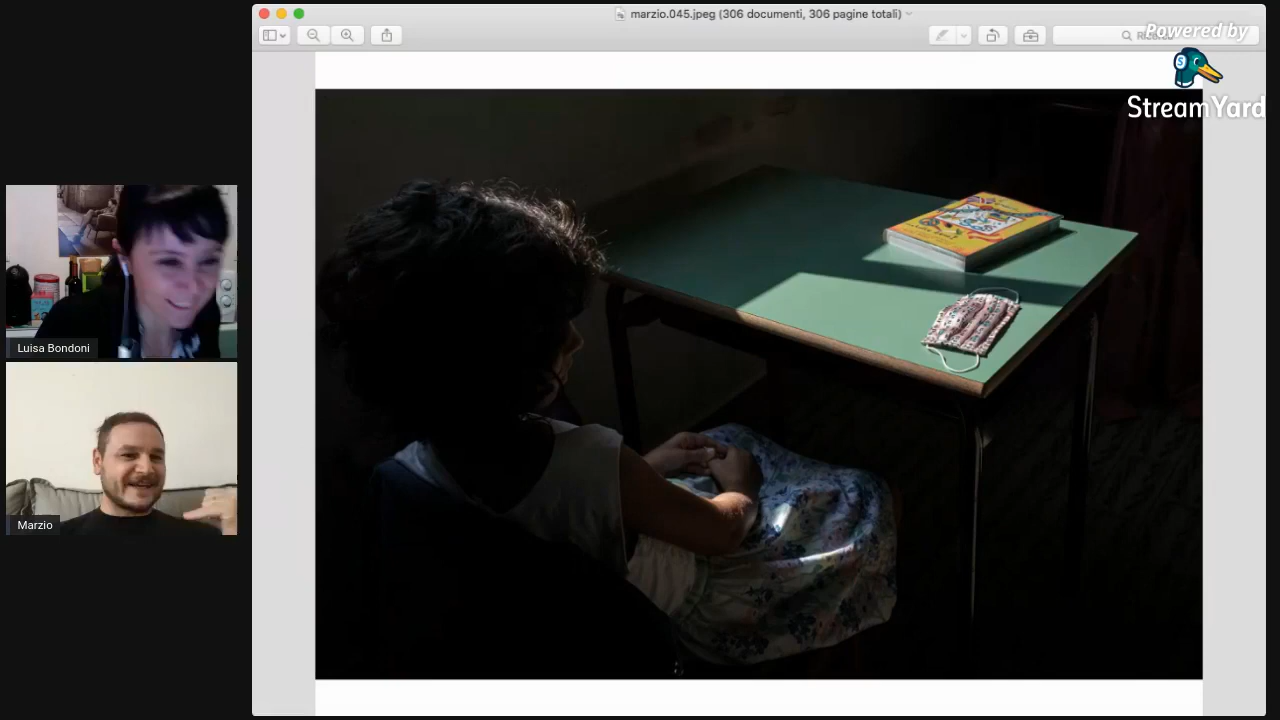 marzio.045.jpeg (306 documenti, 306 pagine totali)
Powered by
StreamYard
Luisa Bondoni
Marzio